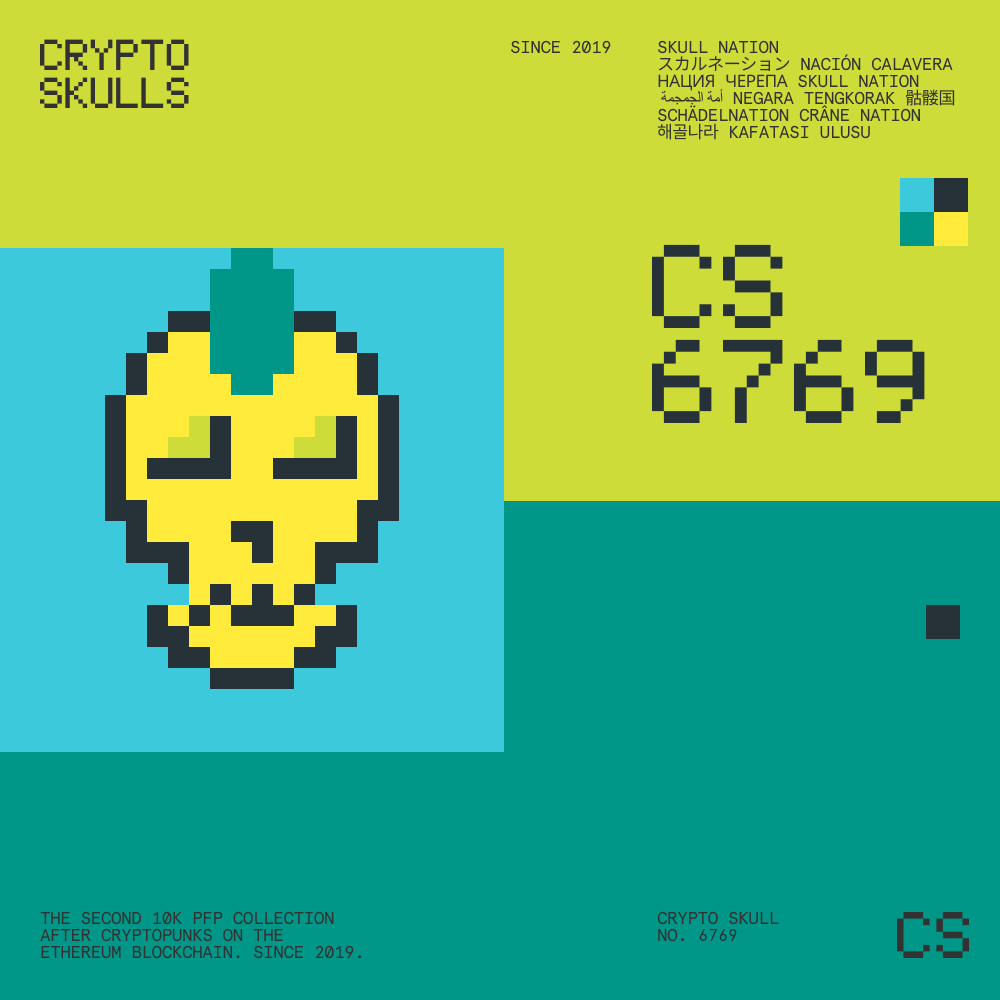 CRYPTO
SKULLS
SINCE 2019
SKULL NATION
スカルネーション NACIÓN CALAVERA
НАЦИЯ ЧЕРЕПА SKULL NATION
أمة الجمجمة NEGARA TENGKORAK 骷髅国
SCHÄDELNATION CRÂNE NATION
해골나라 KAFATASI ULUSU
CS
6769
THE SECOND 10K PFP COLLECTION
AFTER CRYPTOPUNKS ON THE
ETHEREUM BLOCKCHAIN. SINCE 2019.
CRYPTO SKULL
NO. 6769
CS